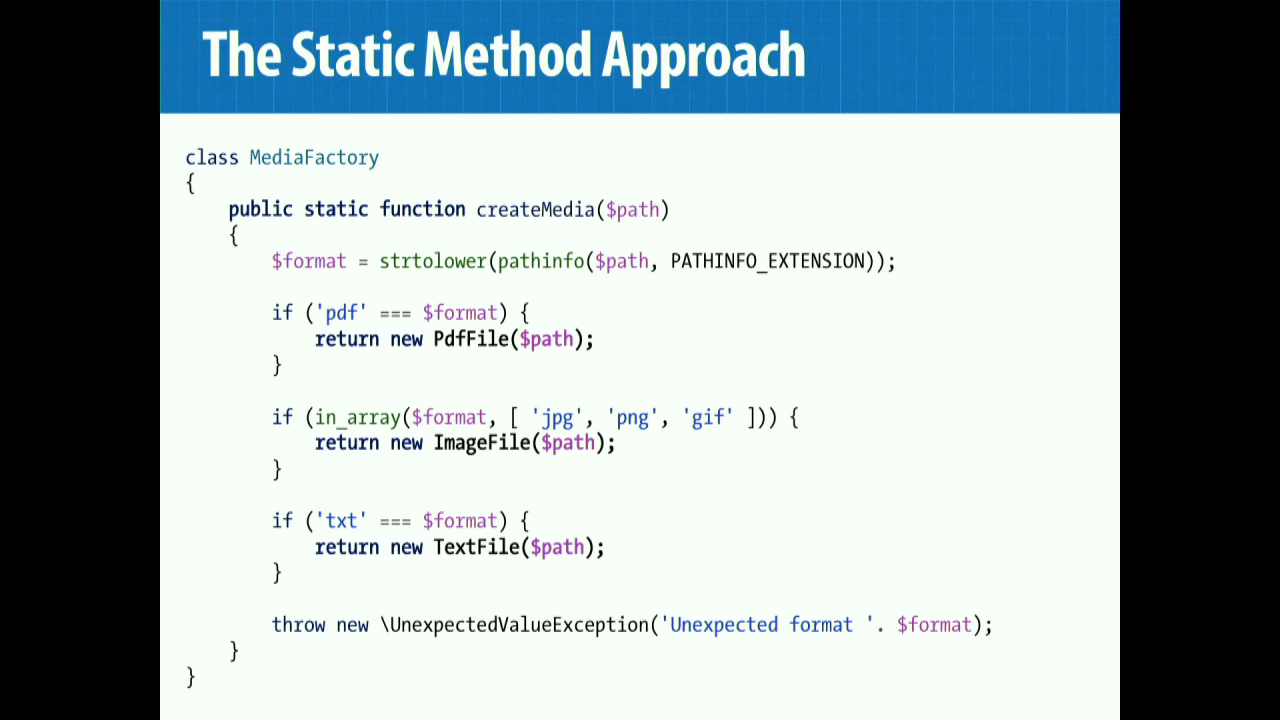 The Static Method Approach
class MediaFactory
{
    public static function createMedia($path)
    {
        $format = strtolower(pathinfo($path, PATHINFO_EXTENSION));

        if ('pdf' === $format) {
            return new PdfFile($path);
        }

        if (in_array($format, [ 'jpg', 'png', 'gif' ])) {
            return new ImageFile($path);
        }

        if ('txt' === $format) {
            return new TextFile($path);
        }

        throw new \UnexpectedValueException('Unexpected format '. $format);
    }
}